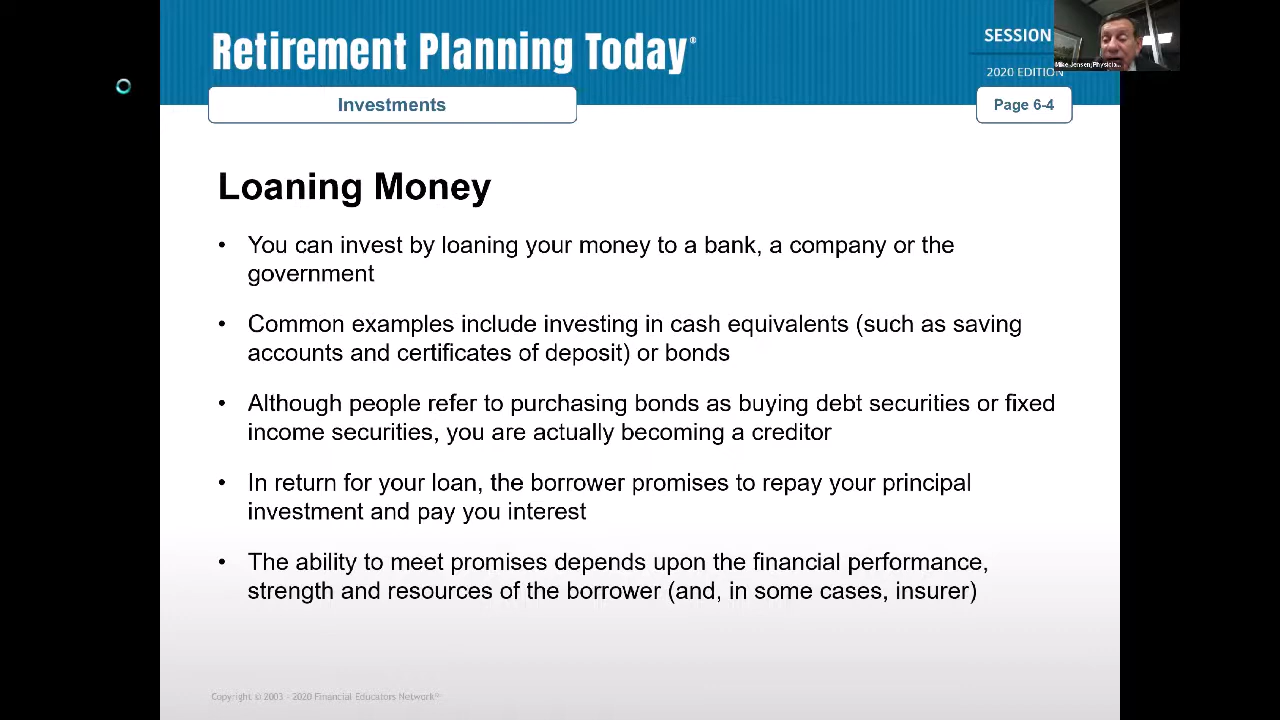 Retirement Planning Today®
SESSION
Mike Jensen, Physicia...
2020 EDITION
Investments
Page 6-4
Loaning Money
• You can invest by loaning your money to a bank, a company or the
government
• Common examples include investing in cash equivalents (such as saving
accounts and certificates of deposit) or bonds
• Although people refer to purchasing bonds as buying debt securities or fixed
income securities, you are actually becoming a creditor
• In return for your loan, the borrower promises to repay your principal
investment and pay you interest
• The ability to meet promises depends upon the financial performance,
strength and resources of the borrower (and, in some cases, insurer)
Copyright © 2003 - 2020 Financial Educators Network